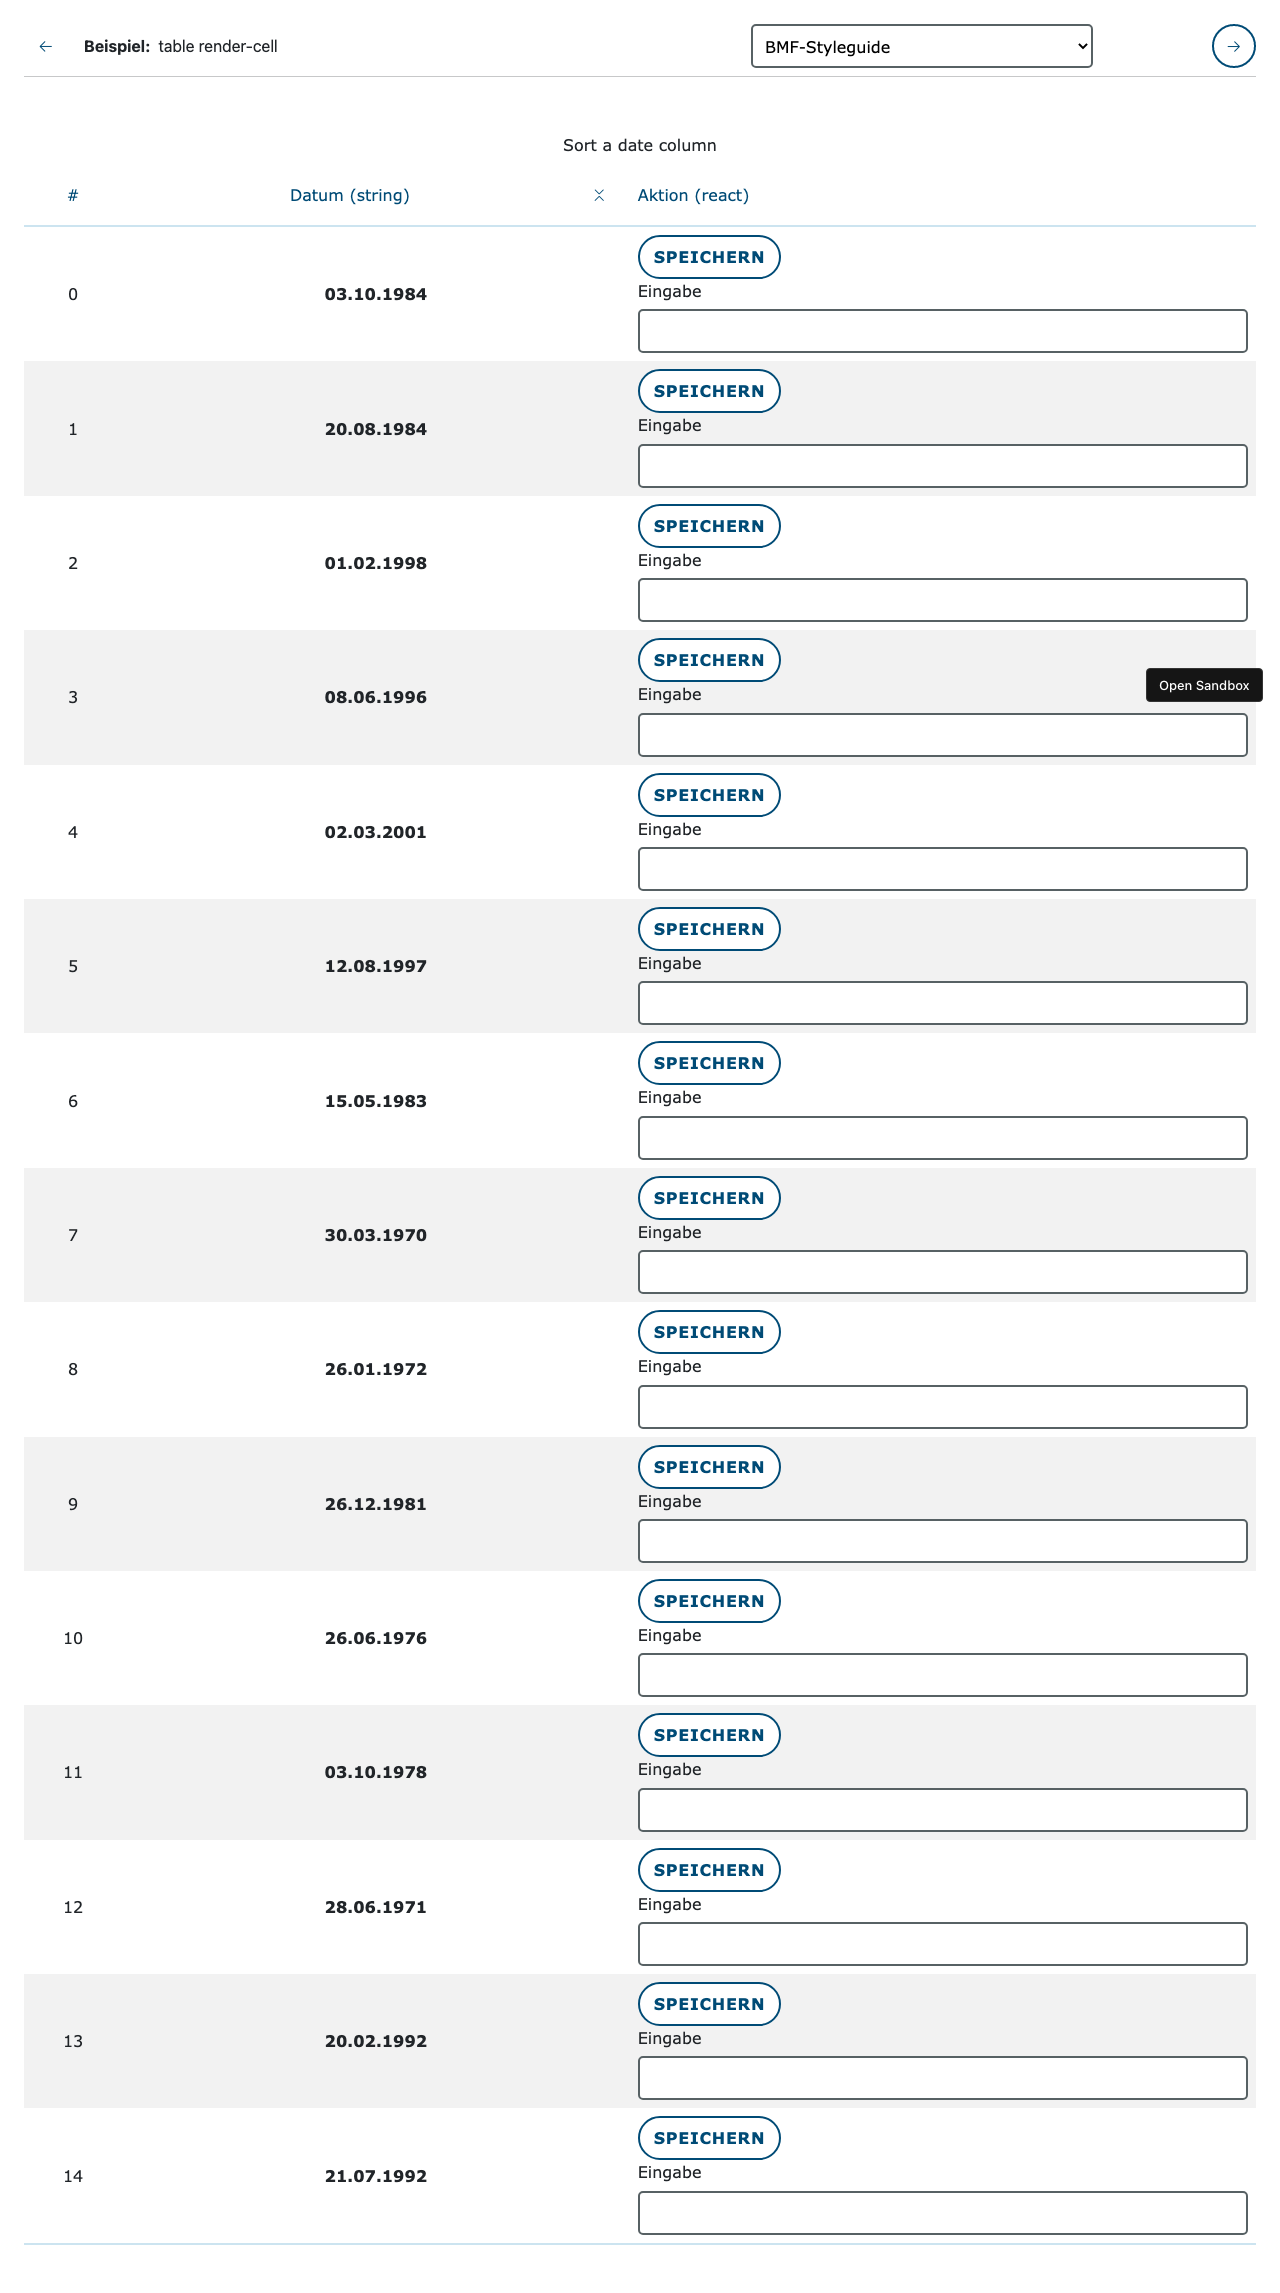 Beispiel: table render-cell
BMF-Styleguide
Sort a date column
# Datum (string) Aktion (react)
SPEICHERN
0 03.10.1984 Eingabe
SPEICHERN
1 20.08.1984 Eingabe
SPEICHERN
2 01.02.1998 Eingabe
SPEICHERN
3 08.06.1996 Eingabe
Open Sandbox
SPEICHERN
4 02.03.2001 Eingabe
SPEICHERN
5 12.08.1997 Eingabe
SPEICHERN
6 15.05.1983 Eingabe
SPEICHERN
7 30.03.1970 Eingabe
SPEICHERN
8 26.01.1972 Eingabe
SPEICHERN
9 26.12.1981 Eingabe
SPEICHERN
10 26.06.1976 Eingabe
SPEICHERN
11 03.10.1978 Eingabe
SPEICHERN
12 28.06.1971 Eingabe
SPEICHERN
13 20.02.1992 Eingabe
SPEICHERN
14 21.07.1992 Eingabe